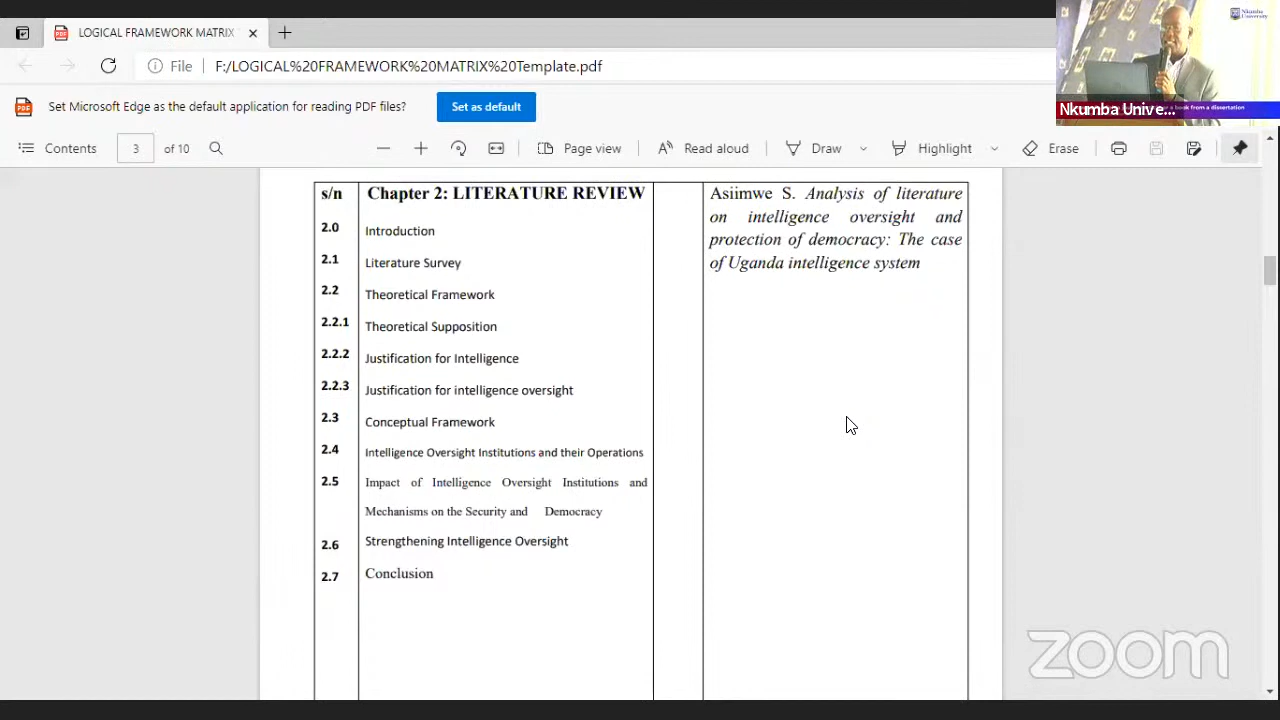 LOGICAL FRAMEWORK MATRIX
File F:/LOGICAL%20FRAMEWORK%20MATRIX%20Template.pdf
Set Microsoft Edge as the default application for reading PDF files? Set as default
Contents 3 of 10 Page view Read aloud Draw Highlight Erase
Nkumba University
Nkumba Unive... a book from a dissertation
s/n Chapter 2: LITERATURE REVIEW
2.0 Introduction
2.1 Literature Survey
2.2 Theoretical Framework
2.2.1 Theoretical Supposition
2.2.2 Justification for Intelligence
2.2.3 Justification for intelligence oversight
2.3 Conceptual Framework
2.4 Intelligence Oversight Institutions and their Operations
2.5 Impact of Intelligence Oversight Institutions and
Mechanisms on the Security and Democracy
2.6 Strengthening Intelligence Oversight
2.7 Conclusion
Asiimwe S. Analysis of literature
on intelligence oversight and
protection of democracy: The case
of Uganda intelligence system
zoom